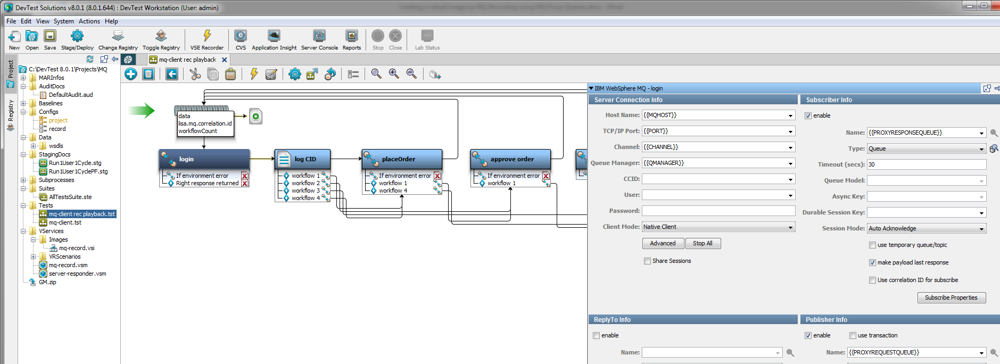 DevTest Solutions v8.0.1 (8.0.1.644) : DevTest Workstation (User: admin)
File Edit View System Actions Help
New Open Save Stage/Deploy Change Registry Toggle Registry VSE Recorder CVS Application Insight Server Console Reports Stop Close Lab Status
Project
Registry
C:\DevTest 8.0.1\Projects\MQ
MARInfos
AuditDocs
DefaultAudit.aud
Baselines
Configs
project
record
Data
wsdls
StagingDocs
Run1User1Cycle.stg
Run1User1CyclePF.stg
Subprocesses
Suites
AllTestsSuite.ste
Tests
mq-client rec playback.tst
mq-client.tst
VServices
Images
mq-record.vsi
VRScenarios
mq-record.vsm
server-responder.vsm
GM.zip
mq-client rec playback
Se
data
lisa.mq.correlation.id
workflowCount
login
If environment error
Right response returned
log CID
workflow 1
workflow 2
workflow 3
workflow 4
placeOrder
If environment error
workflow 1
workflow 4
approve order
If environment error
workflow 1
IBM WebSphere MQ - login
Server Connection Info
Host Name: {{MQHOST}}
TCP/IP Port: {{PORT}}
Channel: {{CHANNEL}}
Queue Manager: {{QMANAGER}}
CCID:
User:
Password:
Client Mode: Native Client
Advanced Stop All
Share Sessions
Subscriber Info
enable
Name: {{PROXYRESPONSEQUEUE}}
Type: Queue
Timeout (secs): 30
Queue Model:
Async Key:
Durable Session Key:
Session Mode: Auto Acknowledge
use temporary queue/topic
make payload last response
Use correlation ID for subscribe
Subscribe Properties
ReplyTo Info
enable
Name:
Publisher Info
enable use transaction
Name: {{PROXYREQUESTQUEUE}}